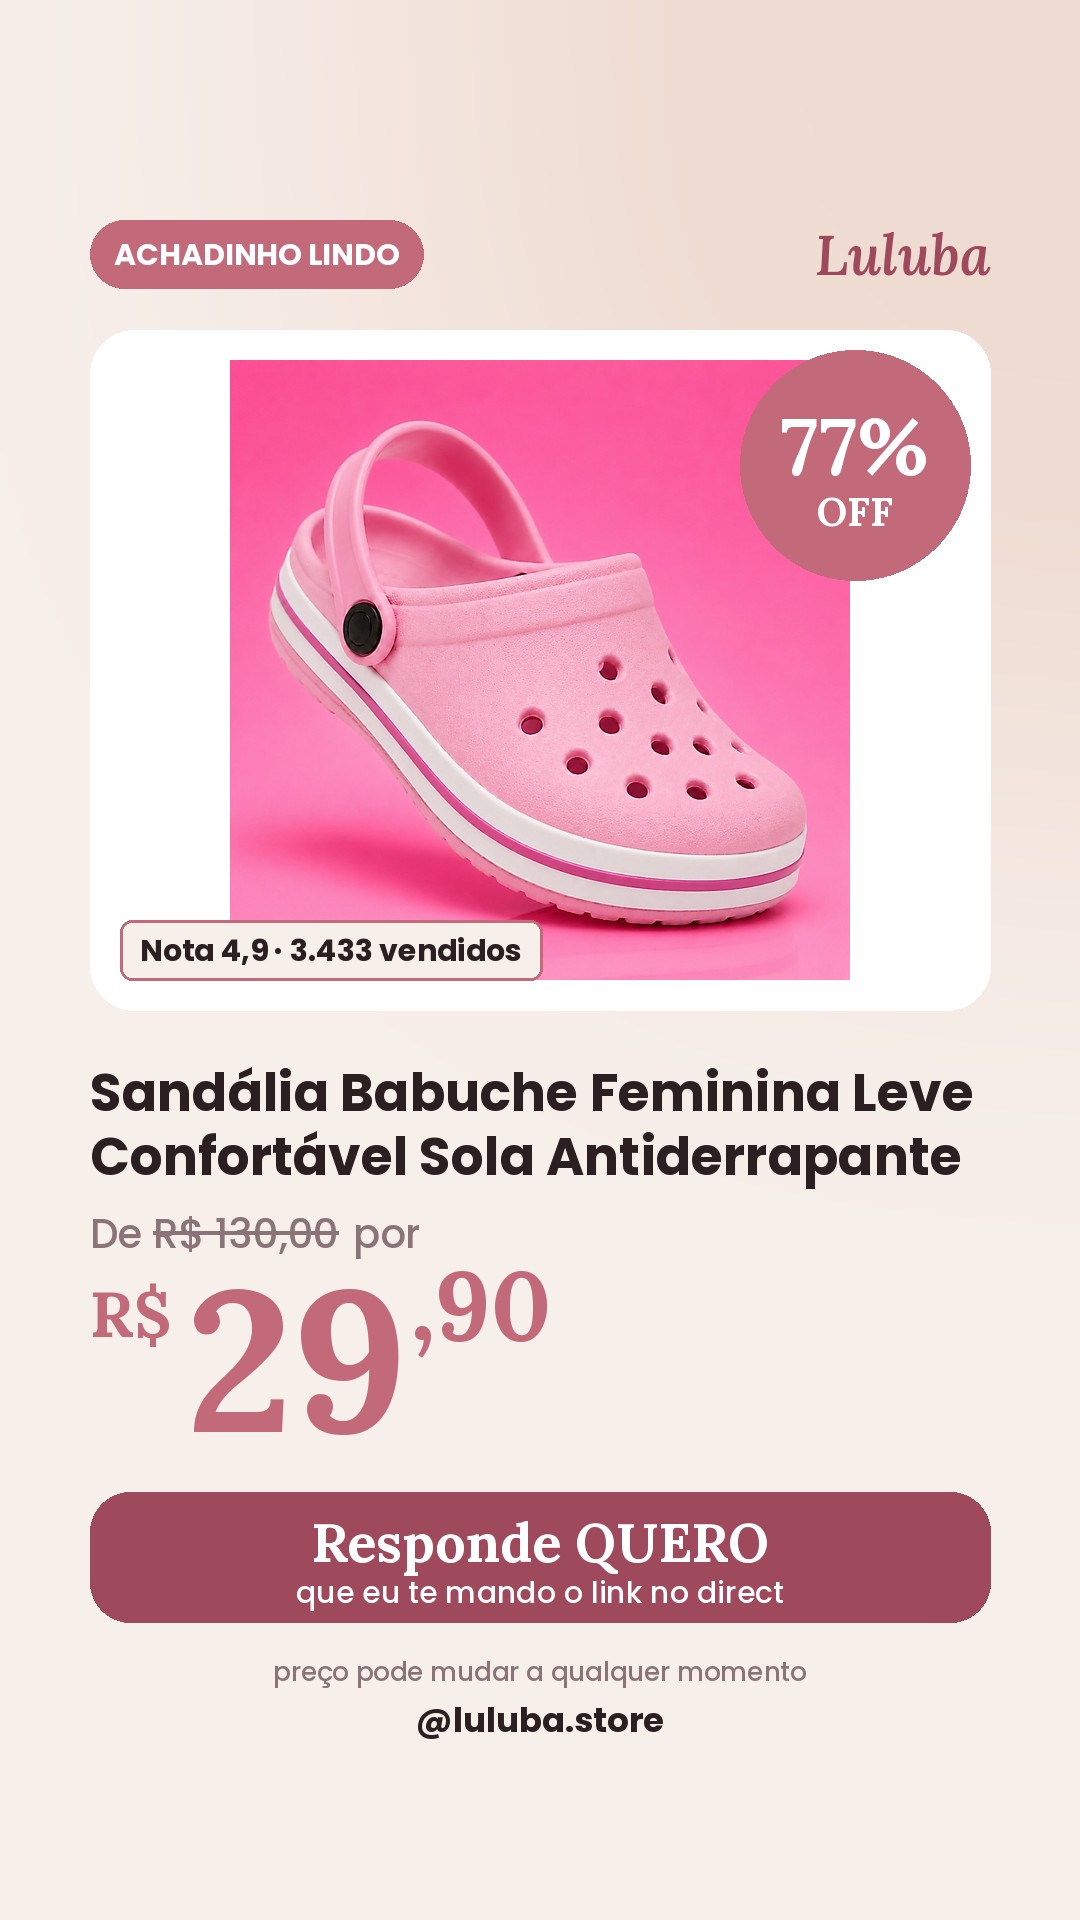 ACHADINHO LINDO
Luluba
77%
OFF
Nota 4,9 · 3.433 vendidos
Sandália Babuche Feminina Leve
Confortável Sola Antiderrapante
De R$ 130,00 por
R$ 29,90
Responde QUERO
que eu te mando o link no direct
preço pode mudar a qualquer momento
@luluba.store